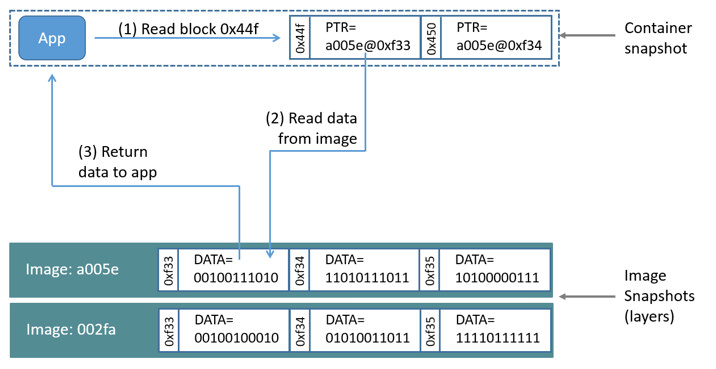 App
(1) Read block 0x44f
0x44f
PTR=
a005e@0xf33
0x450
PTR=
a005e@0xf34
Container
snapshot
(2) Read data
from image
(3) Return
data to app
Image: a005e
0xf33
DATA=
00100111010
0xf34
DATA=
11010111011
0xf35
DATA=
10100000111
Image: 002fa
0xf33
DATA=
00100100010
0xf34
DATA=
01010011011
0xf35
DATA=
11110111111
Image
Snapshots
(layers)